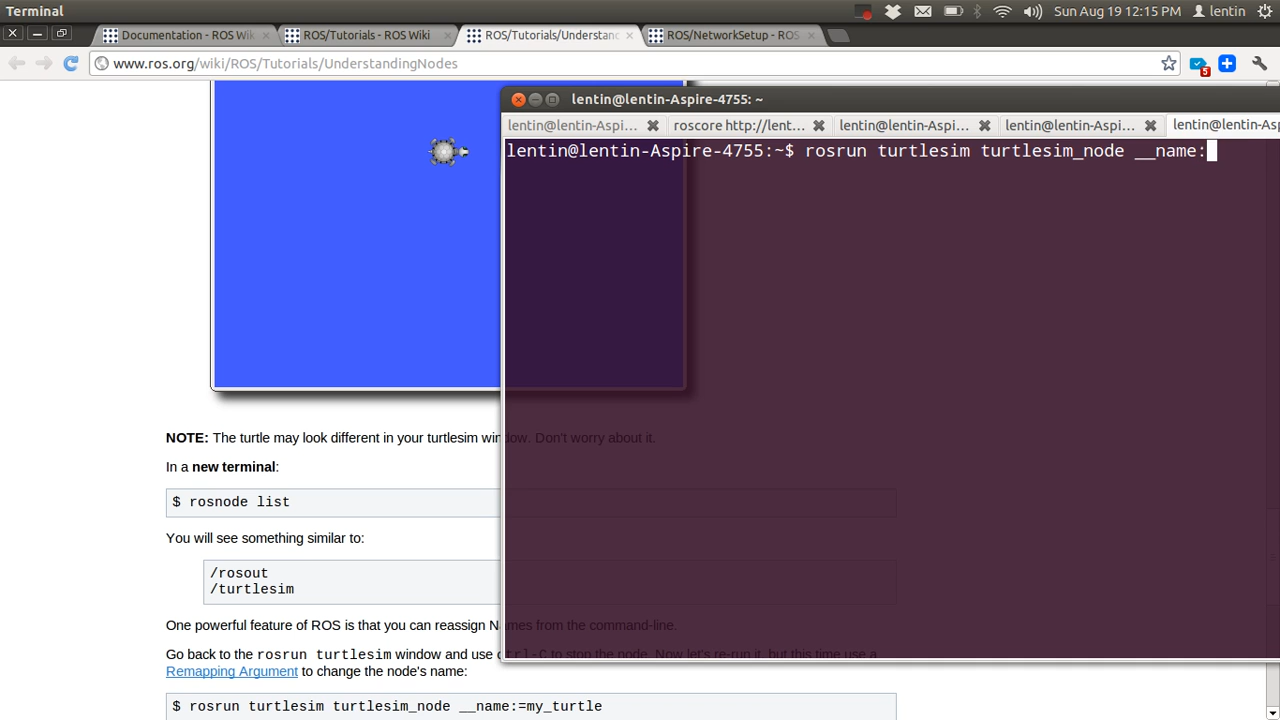 Terminal
Sun Aug 19 12:15 PM lentin
Documentation - ROS Wik
ROS/Tutorials - ROS Wiki
ROS/Tutorials/Understand
ROS/NetworkSetup - ROS
www.ros.org/wiki/ROS/Tutorials/UnderstandingNodes
5
lentin@lentin-Aspire-4755: ~
lentin@lentin-Aspi...
roscore http://lent...
lentin@lentin-Aspi...
lentin@lentin-Aspi...
lentin@lentin-Asp
lentin@lentin-Aspire-4755:~$ rosrun turtlesim turtlesim_node __name:
NOTE: The turtle may look different in your turtlesim window. Don't worry about it.
In a new terminal:
$ rosnode list
You will see something similar to:
/rosout
/turtlesim
One powerful feature of ROS is that you can reassign Names from the command-line.
Go back to the rosrun turtlesim window and use ctrl-C to stop the node. Now let's re-run it, but this time use a
Remapping Argument to change the node's name:
$ rosrun turtlesim turtlesim_node __name:=my_turtle